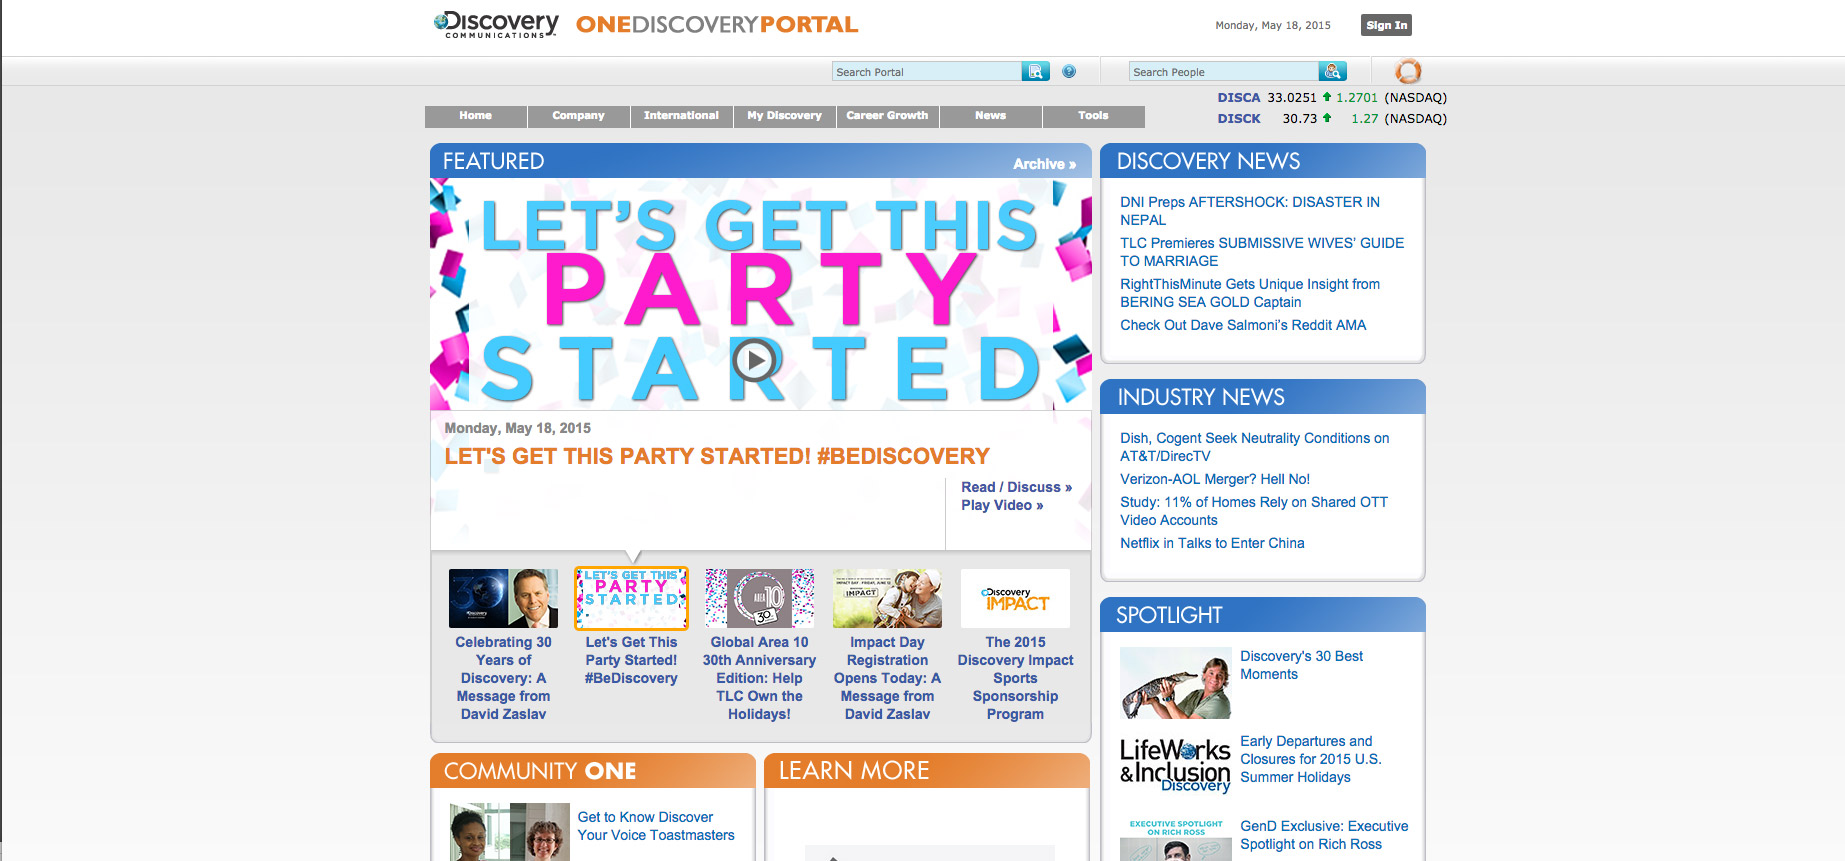 Discovery
COMMUNICATIONS
ONEDISCOVERYPORTAL
Monday, May 18, 2015
Sign In
Search Portal
Search People
DISCA 33.0251 1.2701 (NASDAQ)
DISCK 30.73 1.27 (NASDAQ)
Home
Company
International
My Discovery
Career Growth
News
Tools
FEATURED
Archive »
LET'S GET THIS
PARTY
STARTED
Monday, May 18, 2015
LET'S GET THIS PARTY STARTED! #BEDISCOVERY
Read / Discuss »
Play Video »
30
Discovery
Celebrating 30
Years of
Discovery: A
Message from
David Zaslav
LET'S GET THIS
PARTY
STARTED
Let's Get This
Party Started!
#BeDiscovery
AREA
10
30
Global Area 10
30th Anniversary
Edition: Help
TLC Own the
Holidays!
IMPACT DAY FRIDAY, JUNE 12
IMPACT
Impact Day
Registration
Opens Today: A
Message from
David Zaslav
Discovery
IMPACT
The 2015
Discovery Impact
Sports
Sponsorship
Program
DISCOVERY NEWS
DNI Preps AFTERSHOCK: DISASTER IN
NEPAL
TLC Premieres SUBMISSIVE WIVES' GUIDE
TO MARRIAGE
RightThisMinute Gets Unique Insight from
BERING SEA GOLD Captain
Check Out Dave Salmoni's Reddit AMA
INDUSTRY NEWS
Dish, Cogent Seek Neutrality Conditions on
AT&T/DirecTV
Verizon-AOL Merger? Hell No!
Study: 11% of Homes Rely on Shared OTT
Video Accounts
Netflix in Talks to Enter China
SPOTLIGHT
Discovery's 30 Best
Moments
LifeWorks
&Inclusion
Discovery
Early Departures and
Closures for 2015 U.S.
Summer Holidays
EXECUTIVE SPOTLIGHT
ON RICH ROSS
GenD Exclusive: Executive
Spotlight on Rich Ross
COMMUNITY ONE
Get to Know Discover
Your Voice Toastmasters
LEARN MORE